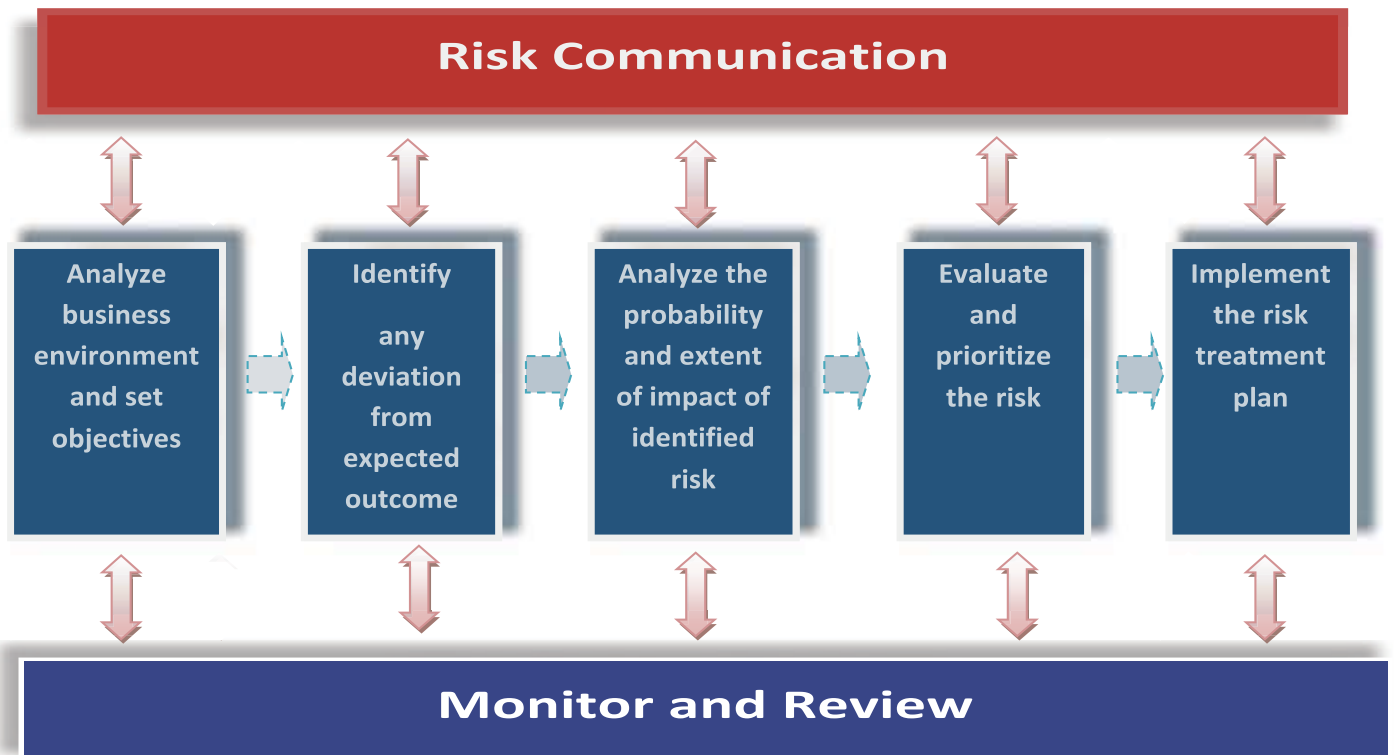 Risk Communication
Analyze
business
environment
and set
objectives
Identify
any
deviation
from
expected
outcome
Analyze the
probability
and extent
of impact of
identified
risk
Evaluate
and
prioritize
the risk
Implement
the risk
treatment
plan
Monitor and Review